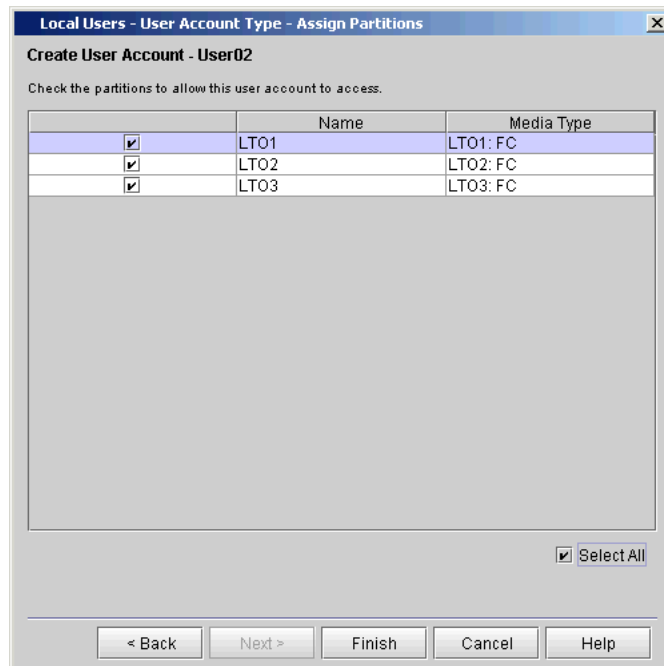 Local Users - User Account Type - Assign Partitions
Create User Account - User02
Check the partitions to allow this user account to access.
Name Media Type
LTO1 LTO1: FC
LTO2 LTO2: FC
LTO3 LTO3: FC
Select All
< Back Next > Finish Cancel Help